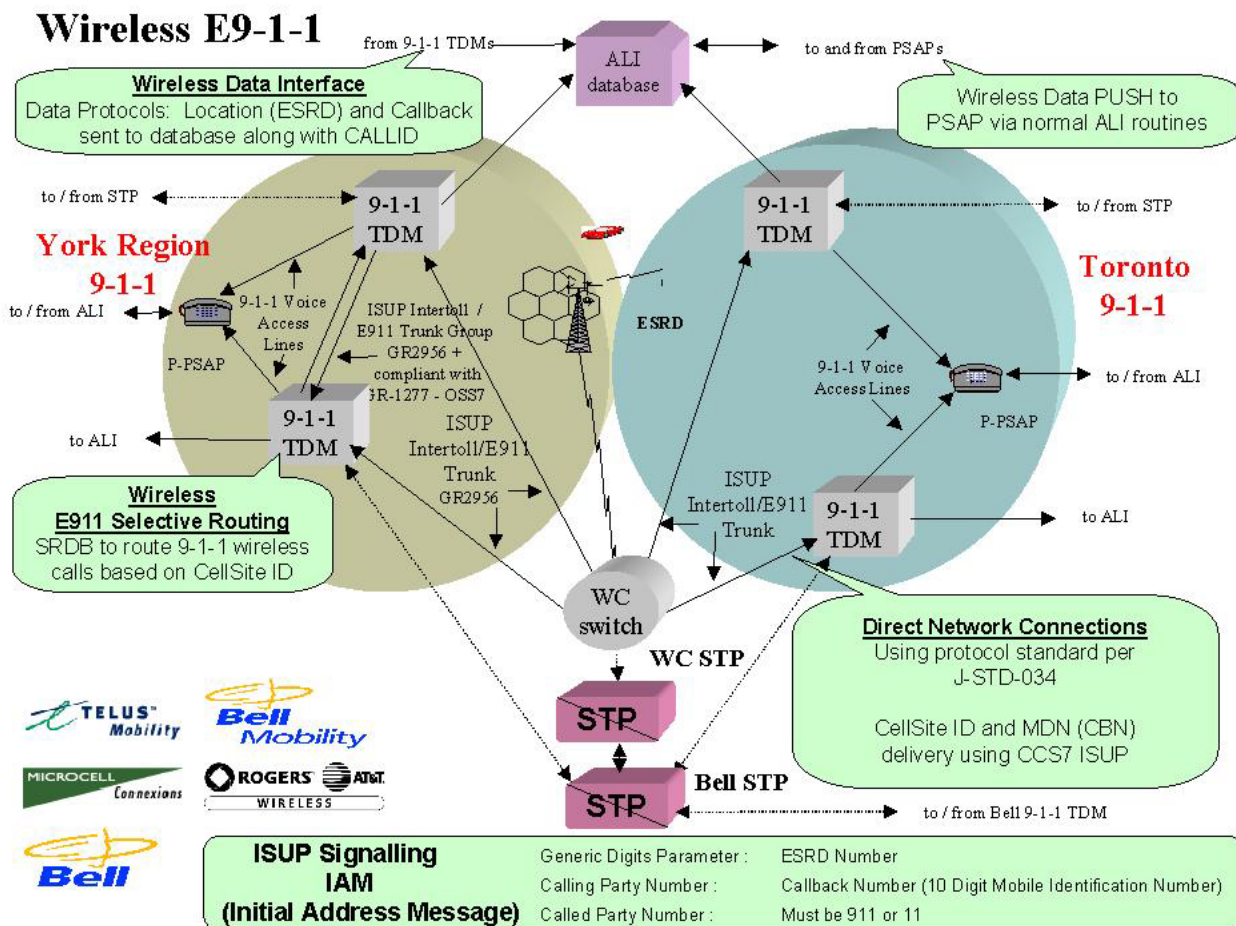 Wireless E9-1-1
from 9-1-1 TDMs
ALI
database
to and from PSAPs
Wireless Data Interface
Data Protocols: Location (ESRD) and Callback
sent to database along with CALLID
Wireless Data PUSH to
PSAP via normal ALI routines
to / from STP
9-1-1
TDM
9-1-1
TDM
to / from STP
York Region
9-1-1
Toronto
9-1-1
to / from ALI
P-PSAP
9-1-1 Voice
Access
Lines
ISUP Intertoll /
E911 Trunk Group
GR2956 +
compliant with
GR-1277 - OSS7
ESRD
9-1-1 Voice
Access Lines
P-PSAP
to / from ALI
to ALI
9-1-1
TDM
ISUP
Intertoll/E911
Trunk
GR2956
ISUP
Intertoll/E911
Trunk
9-1-1
TDM
to ALI
Wireless
E911 Selective Routing
SRDB to route 9-1-1 wireless
calls based on CellSite ID
WC
switch
WC STP
STP
Bell STP
STP
to / from Bell 9-1-1 TDM
Direct Network Connections
Using protocol standard per
J-STD-034
CellSite ID and MDN (CBN)
delivery using CCS7 ISUP
TELUS™
Mobility
Bell
Mobility
MICROCELL
Connexions
ROGERS™ AT&T
WIRELESS
Bell
ISUP Signalling
IAM
(Initial Address Message)
Generic Digits Parameter : ESRD Number
Calling Party Number : Callback Number (10 Digit Mobile Identification Number)
Called Party Number : Must be 911 or 11